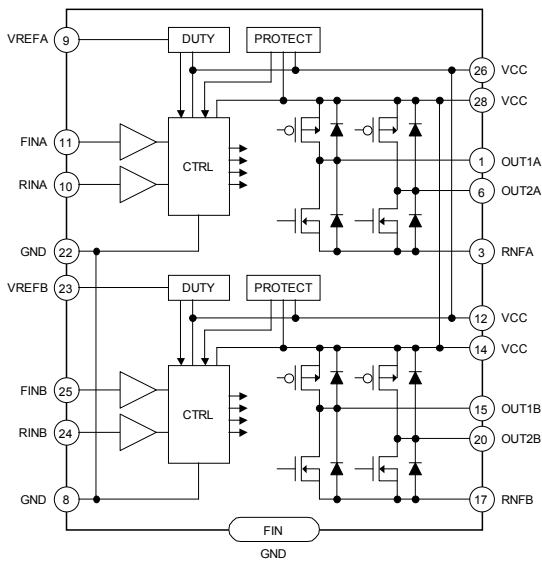 VREFA 9 DUTY PROTECT
26 VCC
28 VCC
FINA 11
CTRL
1 OUT1A
RINA 10
6 OUT2A
GND 22
3 RNFA
VREFB 23 DUTY PROTECT
12 VCC
14 VCC
FINB 25
CTRL
15 OUT1B
RINB 24
20 OUT2B
GND 8
17 RNFB
FIN
GND